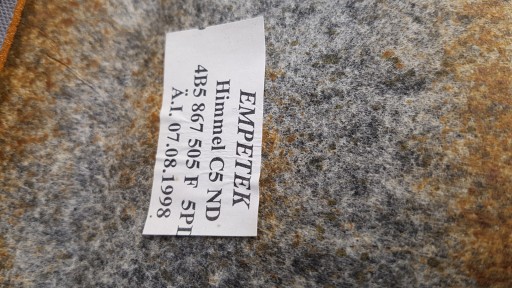 EMPETEK
Himmel C5 ND
4B5 867 505 F 5PI
Ä.I. 07.08.1998